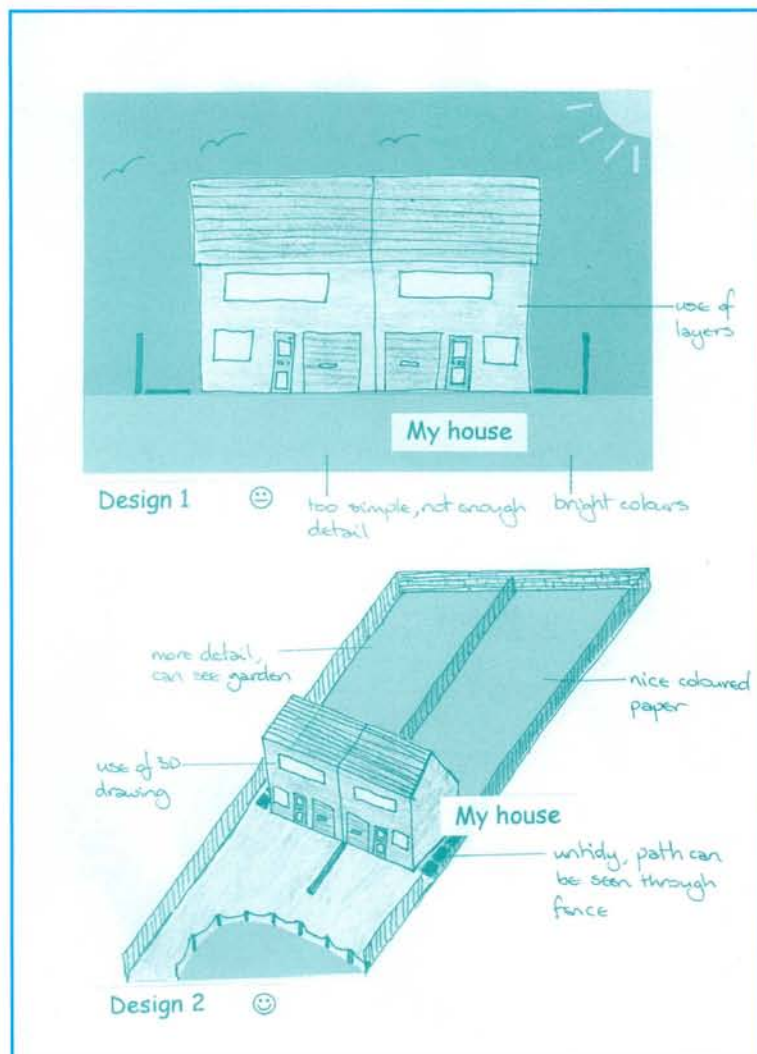 use of
layers
My house
Design 1
too simple, not enough
detail
bright colours
more detail,
can see garden
nice coloured
paper
use of 3D
drawing
My house
untidy, path can
be seen through
fence
Design 2